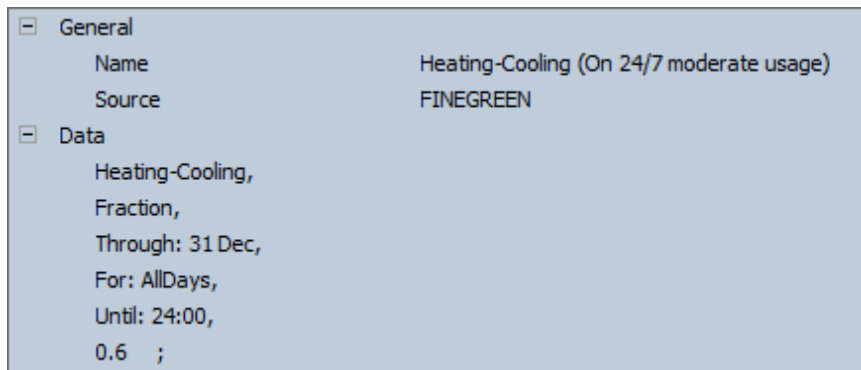 General
Name Heating-Cooling (On 24/7 moderate usage)
Source FINEGREEN
Data
Heating-Cooling,
Fraction,
Through: 31 Dec,
For: AllDays,
Until: 24:00,
0.6 ;